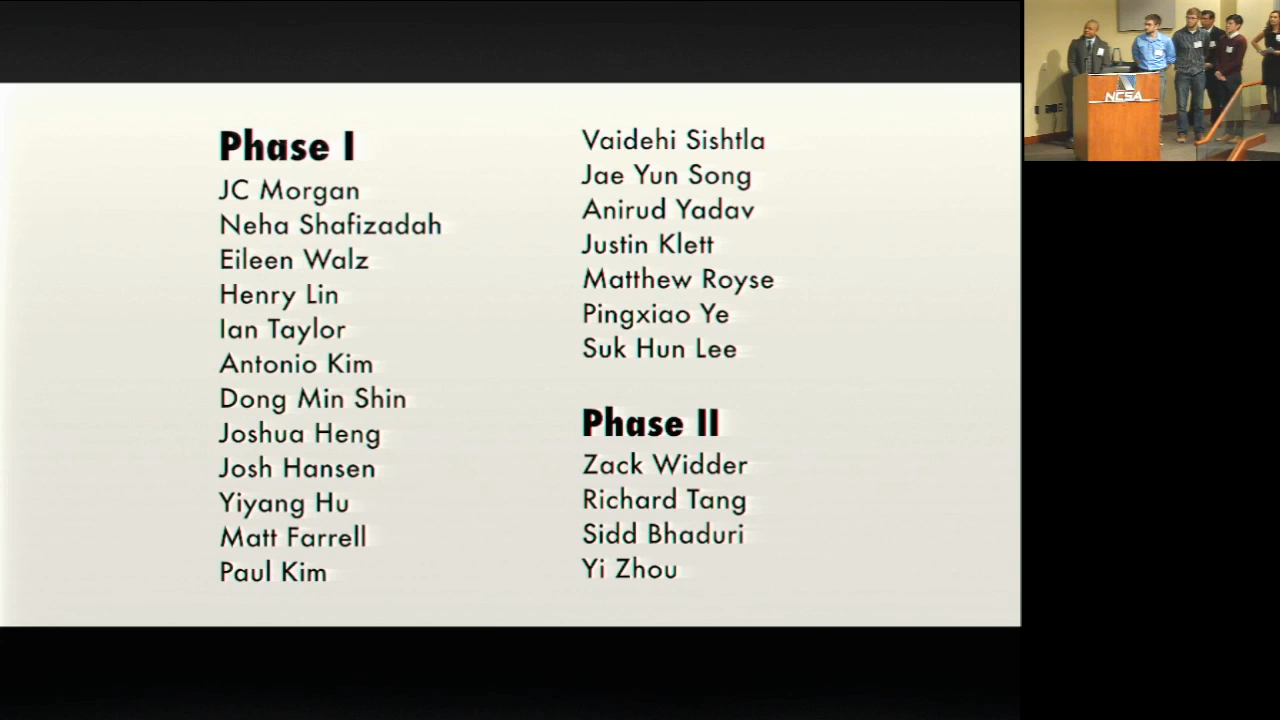 Phase I
JC Morgan
Neha Shafizadah
Eileen Walz
Henry Lin
Ian Taylor
Antonio Kim
Dong Min Shin
Joshua Heng
Josh Hansen
Yiyang Hu
Matt Farrell
Paul Kim
Vaidehi Sishtla
Jae Yun Song
Anirud Yadav
Justin Klett
Matthew Royse
Pingxiao Ye
Suk Hun Lee
Phase II
Zack Widder
Richard Tang
Sidd Bhaduri
Yi Zhou
NCSA